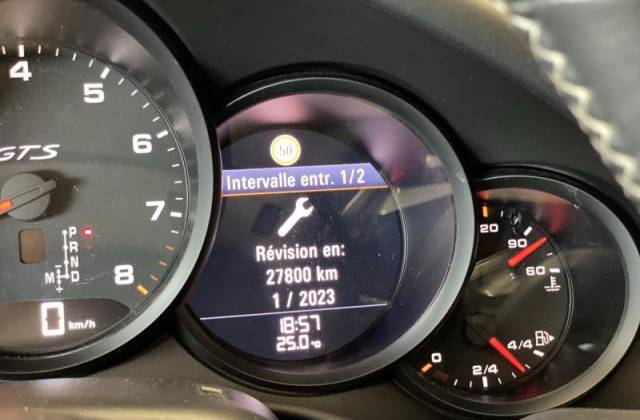 4
5
6
7
8
GTS
P
R
N
M D
+
0 km/h
50
Intervalle entr. 1/2
Révision en:
27800 km
1 / 2023
18:57
25.0°C
120
90
60
0
2/4
4/4